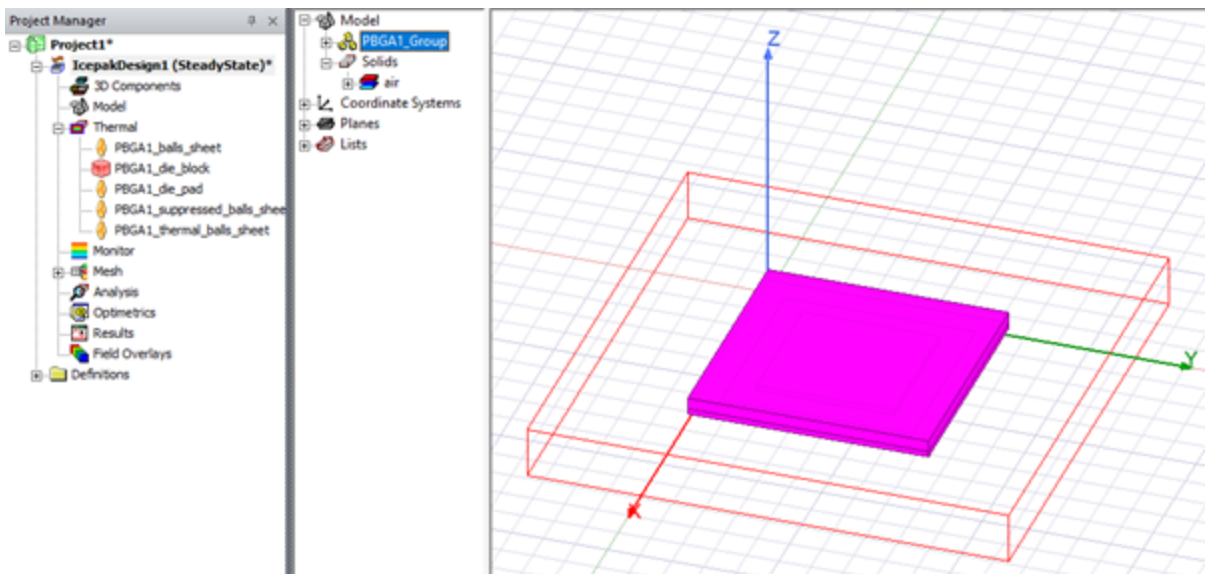 Project Manager
Project1*
IcepakDesign1 (SteadyState)*
3D Components
Model
Thermal
PBGA1_balls_sheet
PBGA1_die_block
PBGA1_die_pad
PBGA1_suppressed_balls_shee
PBGA1_thermal_balls_sheet
Monitor
Mesh
Analysis
Optimetrics
Results
Field Overlays
Definitions
Model
PBGA1_Group
Solids
air
Coordinate Systems
Planes
Lists
Z
Y
X